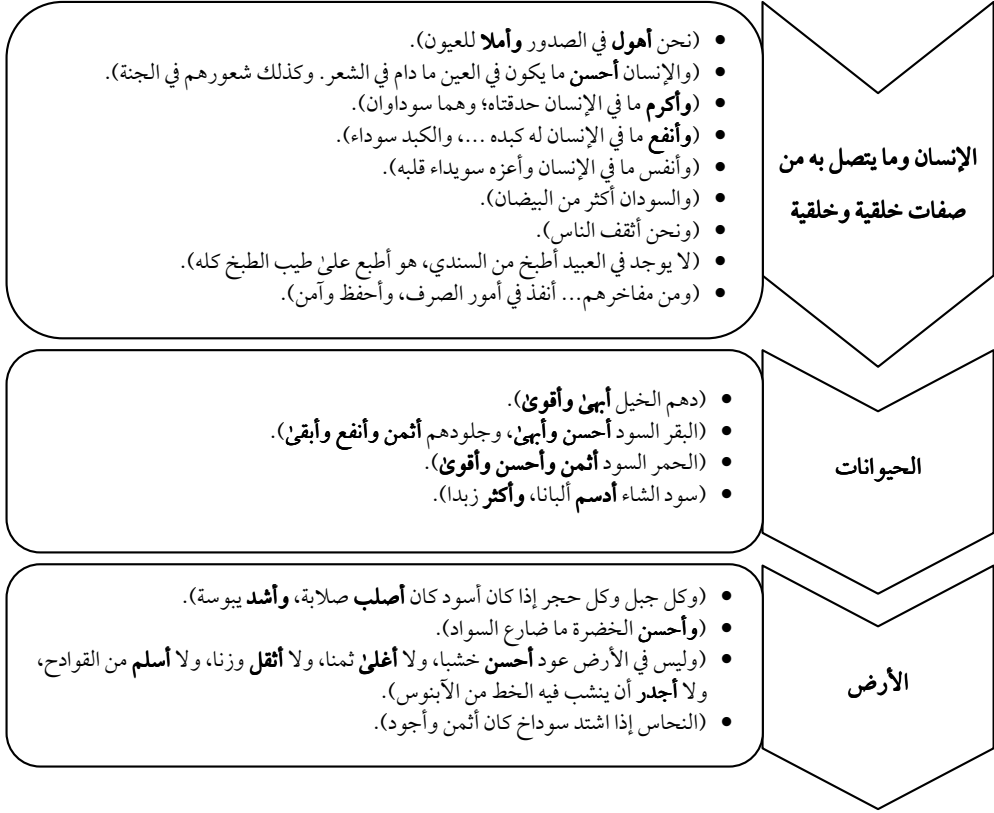 الإنسان وما يتصل به من
صفات خلقية وخلقية
• (نحن أهول في الصدور وأملا للعيون).
• (والإنسان أحسن ما يكون في العين ما دام في الشعر. وكذلك شعورهم في الجنة).
• (وأكرم ما في الإنسان حدقتاه؛ وهما سوداوان).
• (وأنفع ما في الإنسان له كبده ...، والكبد سوداء).
• (وأنفس ما في الإنسان وأعزه سويداء قلبه).
• (والسودان أكثر من البيضان).
• (ونحن أثقف الناس).
• (لا يوجد في العبيد أطبخ من السندي، هو أطبع علىٰ طيب الطبخ كله).
• (ومن مفاخرهم... أنفذ في أمور الصرف، وأحفظ وآمن).
الحيوانات
• (دهم الخيل أبهىٰ وأقوىٰ).
• (البقر السود أحسن وأبهىٰ، وجلودهم أثمن وأنفع وأبقىٰ).
• (الحمر السود أثمن وأحسن وأقوىٰ).
• (سود الشاء أدسم ألبانا، وأكثر زبدا).
الأرض
• (وكل جبل وكل حجر إذا كان أسود كان أصلب صلابة، وأشد يبوسة).
• (وأحسن الخضرة ما ضارع السواد).
• (وليس في الأرض عود أحسن خشبا، ولا أغلىٰ ثمنا، ولا أثقل وزنا، ولا أسلم من القوادح،
ولا أجدر أن ينشب فيه الخط من الآبنوس).
• (النحاس إذا اشتد سوداخ كان أثمن وأجود).